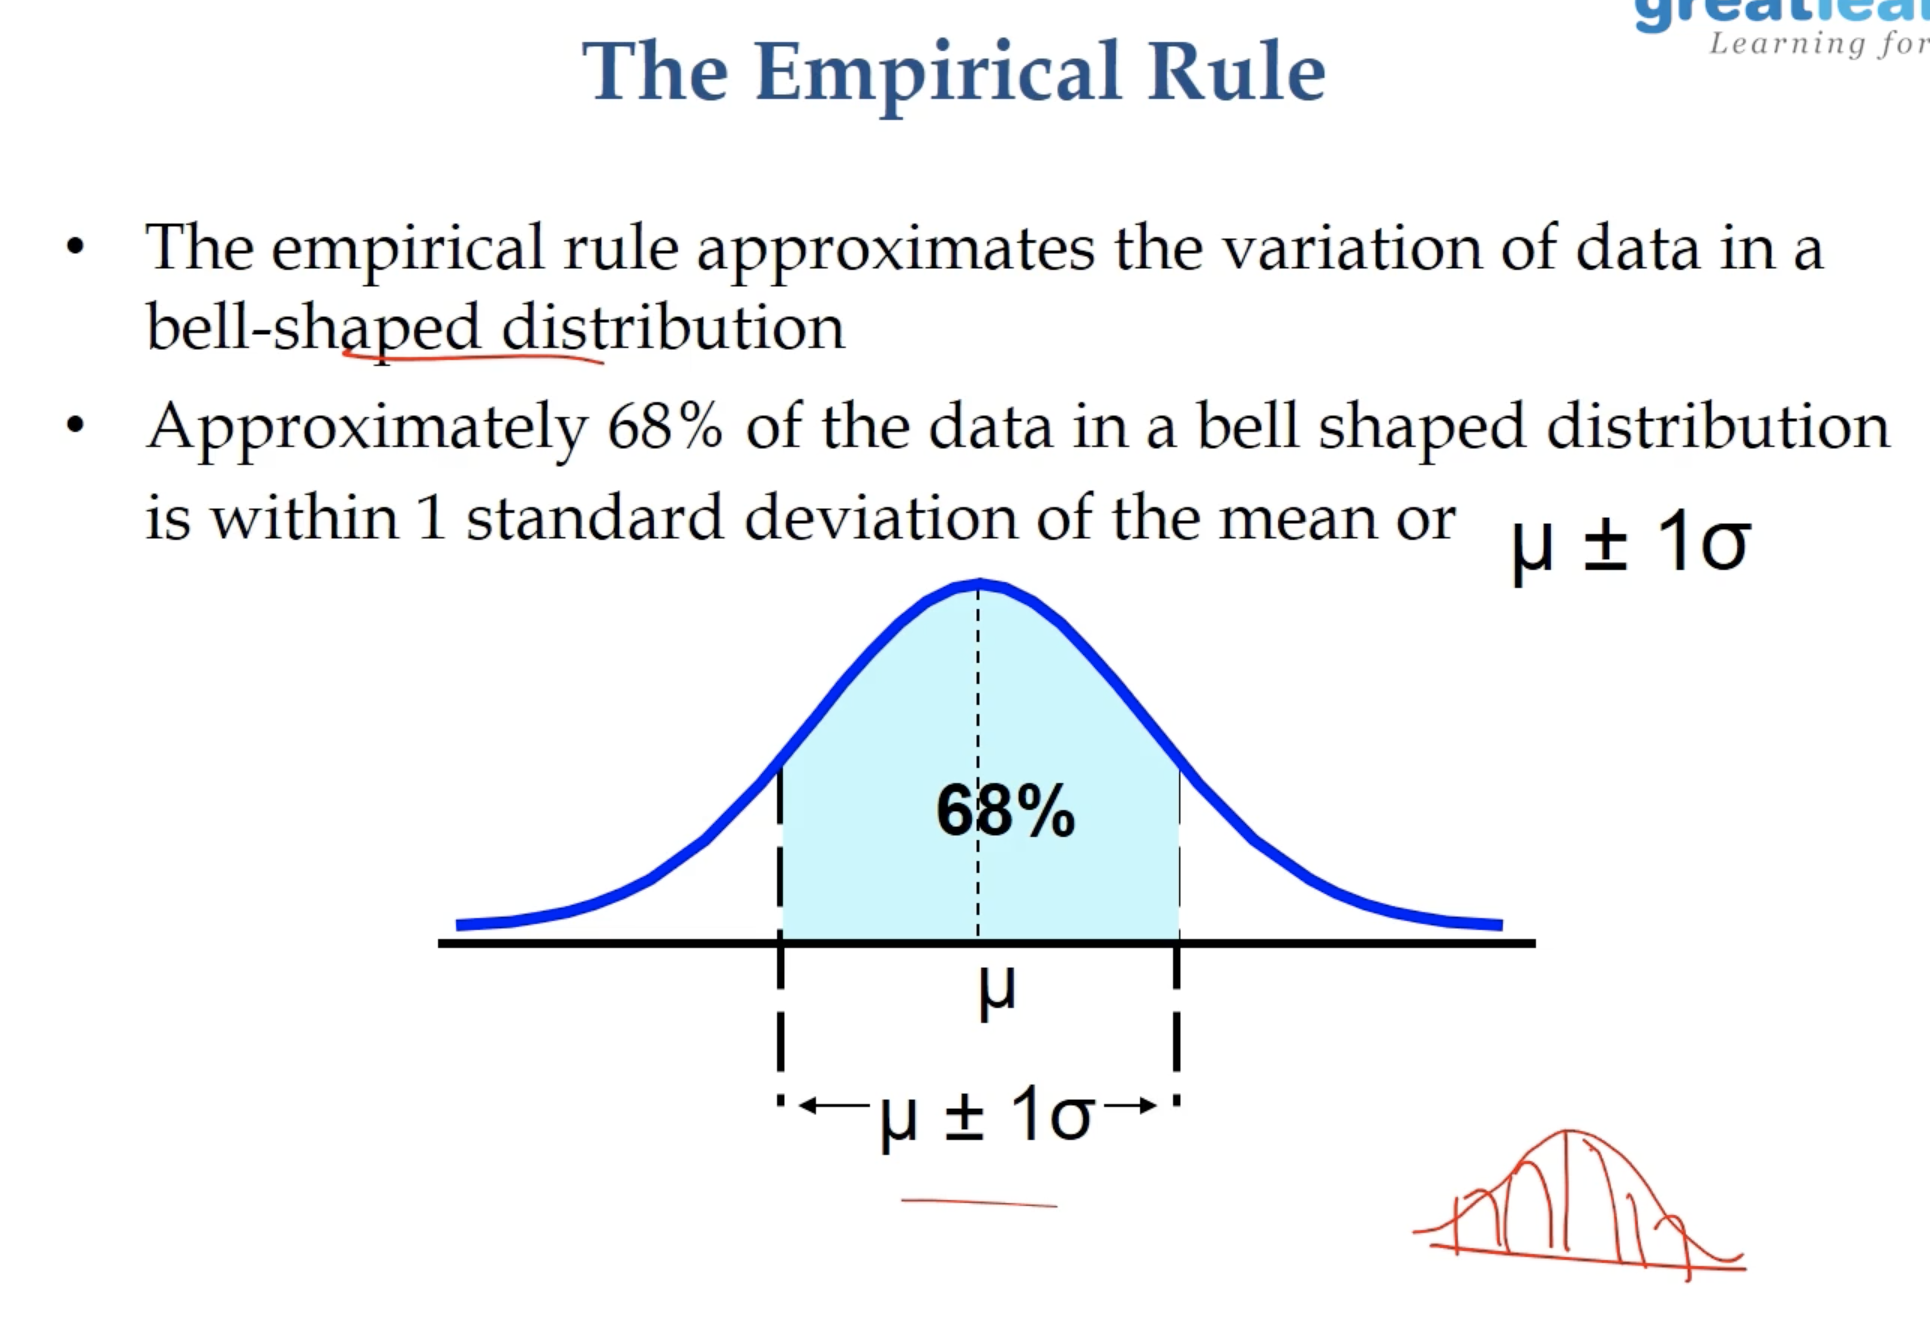 The Empirical Rule
Learning for
• The empirical rule approximates the variation of data in a
bell-shaped distribution
• Approximately 68% of the data in a bell shaped distribution
is within 1 standard deviation of the mean or μ ± 1σ
68%
μ
μ ± 1σ